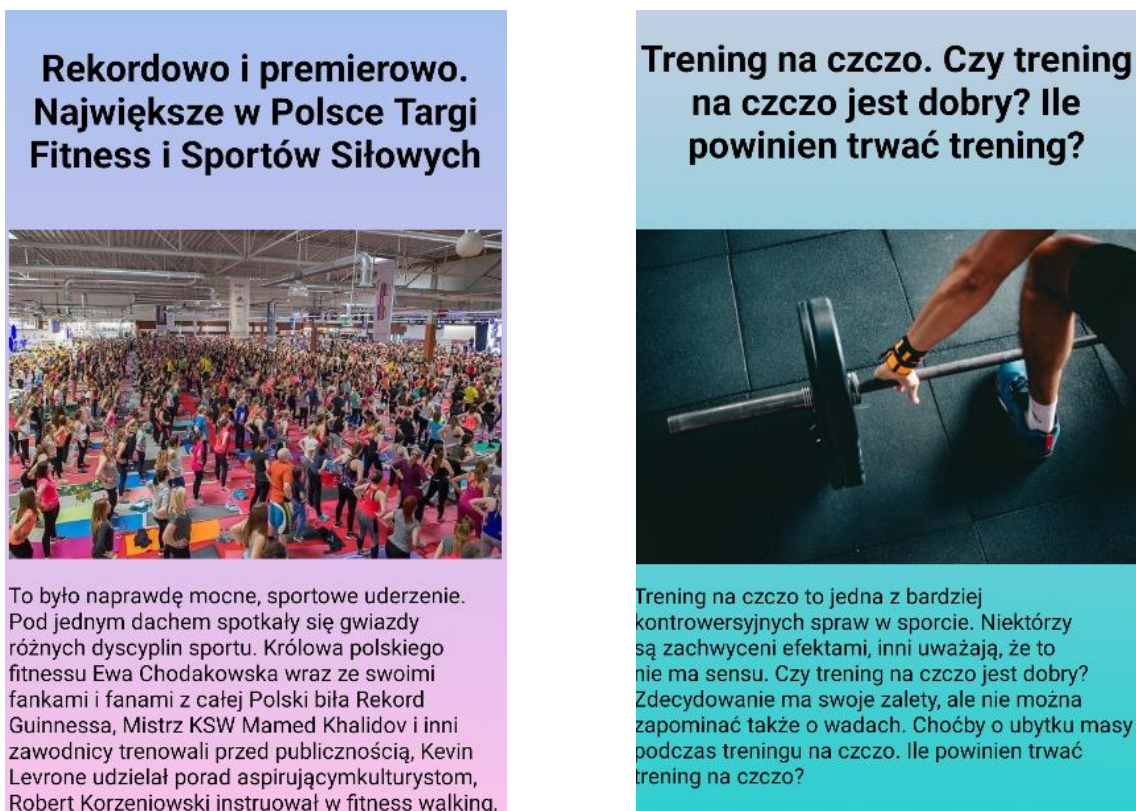 Rekordowo i premierowo.
Największe w Polsce Targi
Fitness i Sportów Siłowych
To było naprawdę mocne, sportowe uderzenie.
Pod jednym dachem spotkały się gwiazdy
różnych dyscyplin sportu. Królowa polskiego
fitnessu Ewa Chodakowska wraz ze swoimi
fankami i fanami z całej Polski biła Rekord
Guinnessa, Mistrz KSW Mamed Khalidov i inni
zawodnicy trenowali przed publicznością, Kevin
Levrone udzielał porad aspirującymkulturystom,
Robert Korzeniowski instruował w fitness walking,
Trening na czczo. Czy trening
na czczo jest dobry? Ile
powinien trwać trening?
Trening na czczo to jedna z bardziej
kontrowersyjnych spraw w sporcie. Niektórzy
są zachwyceni efektami, inni uważają, że to
nie ma sensu. Czy trening na czczo jest dobry?
Zdecydowanie ma swoje zalety, ale nie można
zapominać także o wadach. Choćby o ubytku masy
podczas treningu na czczo. Ile powinien trwać
trening na czczo?